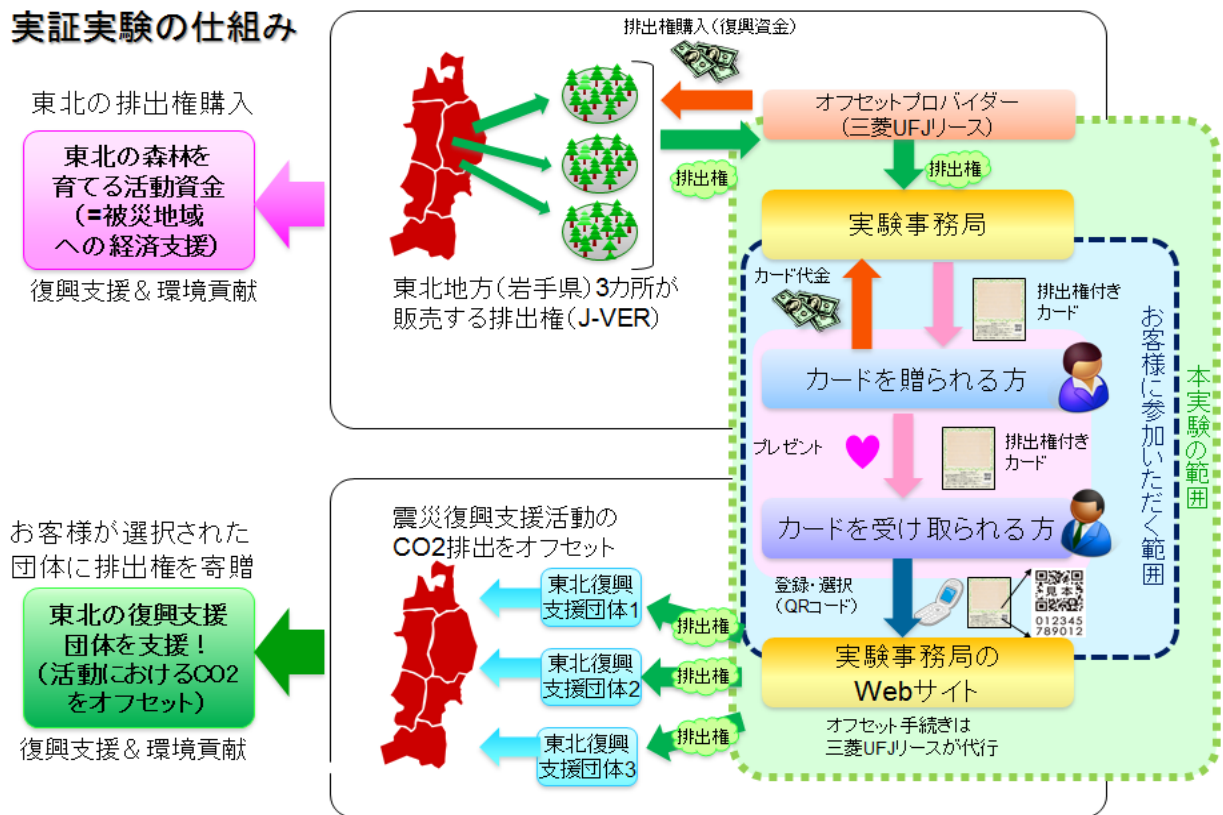 実証実験の仕組み
排出権購入(復興資金)
東北の排出権購入
東北の森林を
育てる活動資金
(=被災地域
への経済支援)
復興支援&環境貢献
オフセットプロバイダー
(三菱UFJリース)
排出権
排出権
東北地方(岩手県)3カ所が
販売する排出権(J-VER)
実験事務局
カード代金
排出権付き
カード
カードを贈られる方
プレゼント
排出権付き
カード
カードを受け取られる方
登録・選択
(QRコード)
見本
012345
789012
実験事務局の
Webサイト
オフセット手続きは
三菱UFJリースが代行
お客様に参加いただく範囲
本実験の範囲
震災復興支援活動の
CO2排出をオフセット
東北復興
支援団体1
排出権
東北復興
支援団体2
排出権
東北復興
支援団体3
排出権
お客様が選択された
団体に排出権を寄贈
東北の復興支援
団体を支援!
(活動におけるCO2
をオフセット)
復興支援&環境貢献